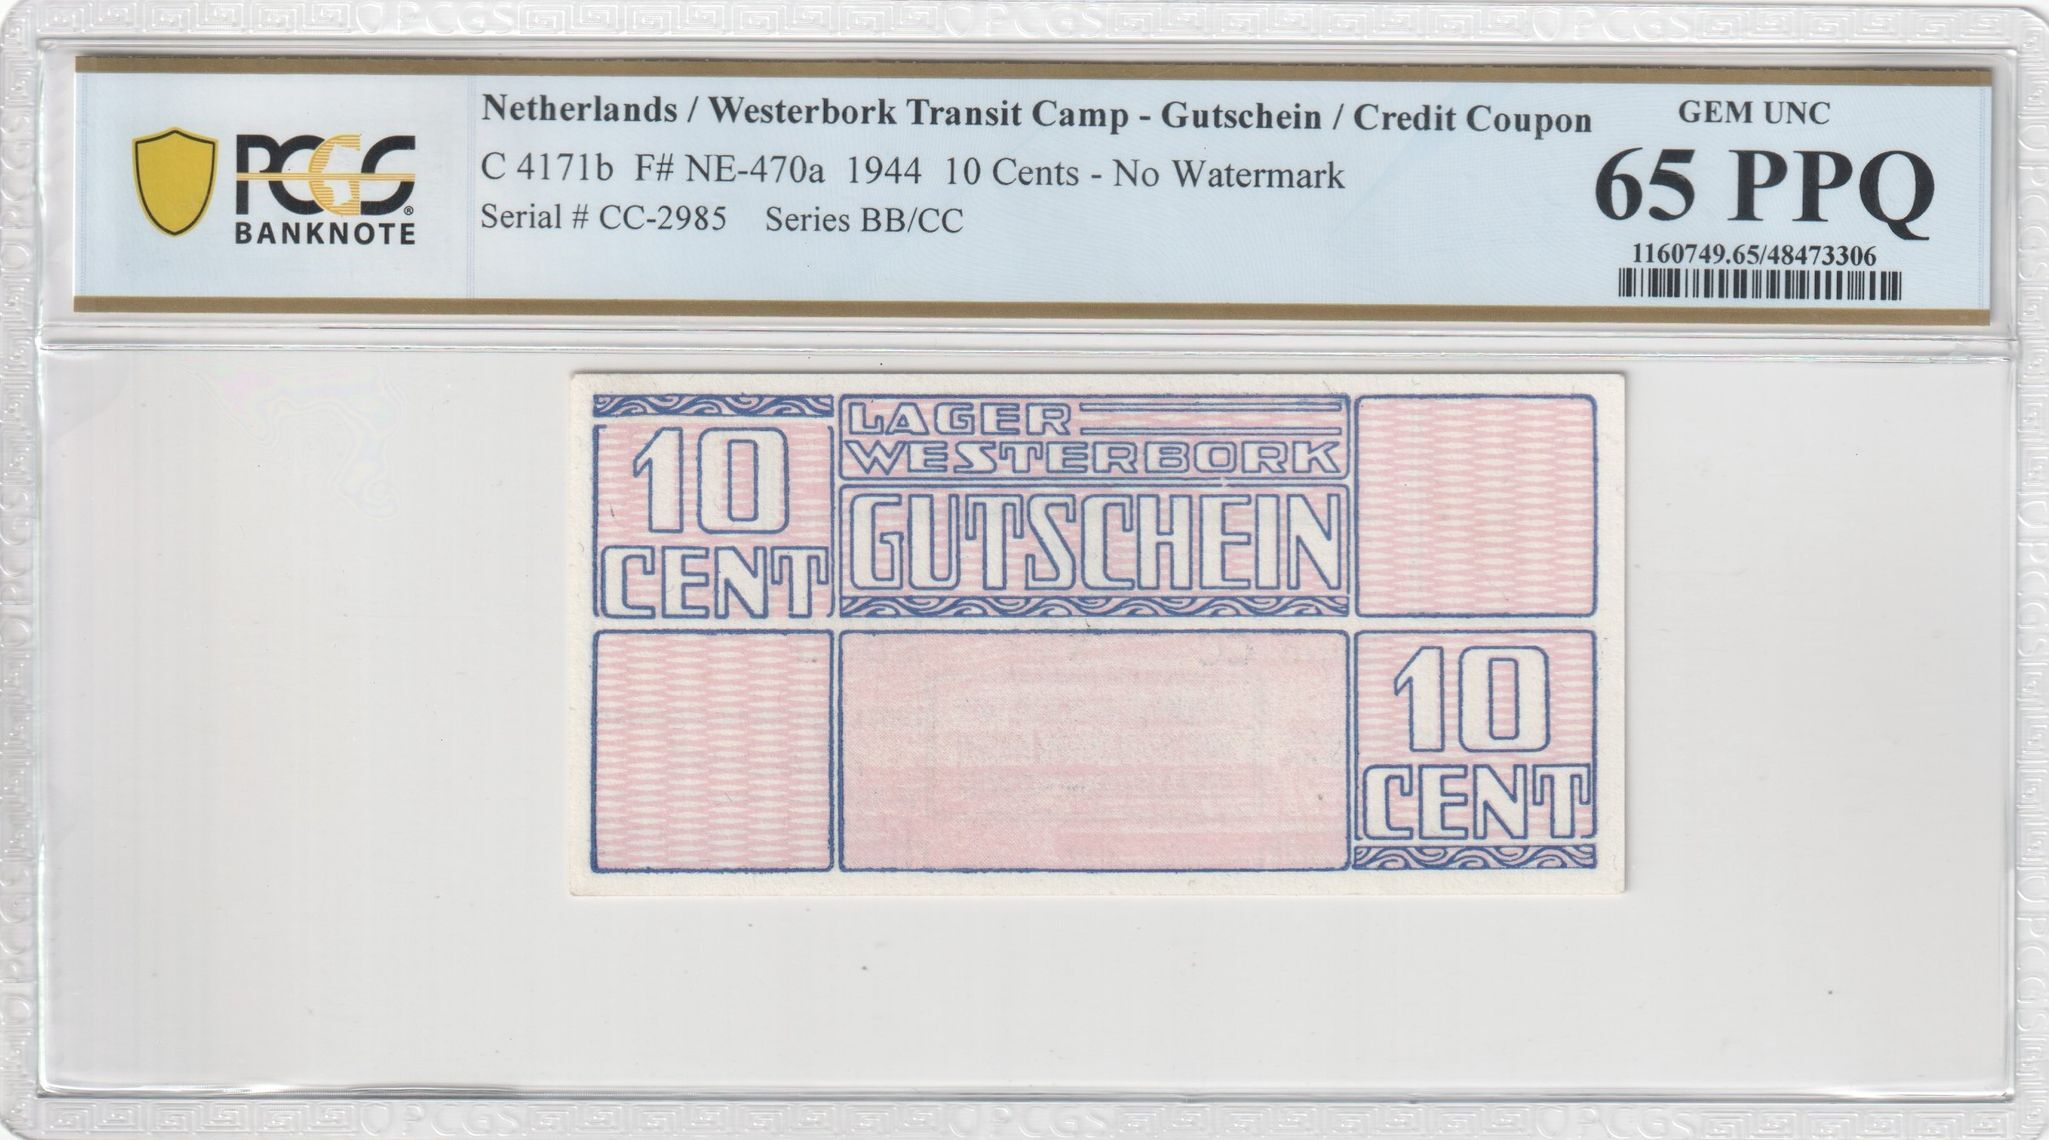 Netherlands / Westerbork Transit Camp - Gutschein / Credit Coupon
C 4171b F# NE-470a 1944 10 Cents - No Watermark
Serial # CC-2985 Series BB/CC
GEM UNC
65 PPQ
1160749.65/48473306
PCGS
BANKNOTE
10
CENT
LAGER
WESTERBORK
GUTSCHEIN
10
CENT